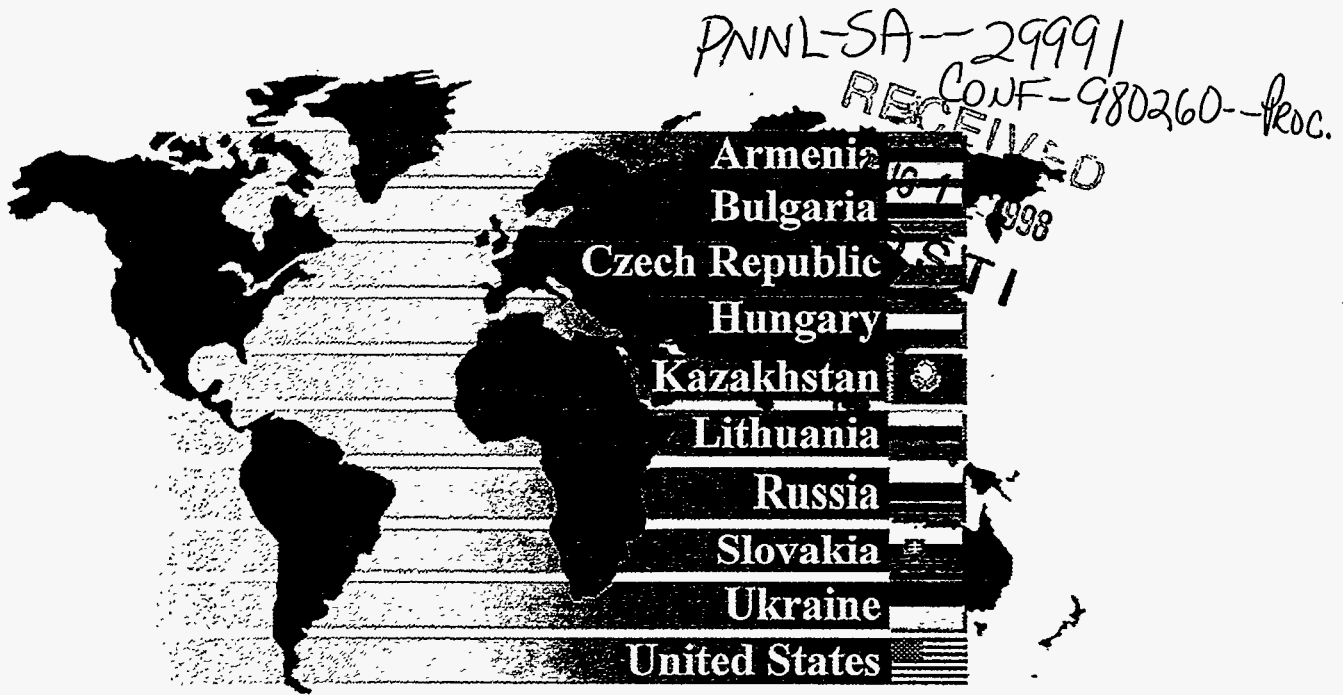 PNNL-SA--29991
CONF-980260--Proc.
RECEIVED
1998
OSTI
Armenia
Bulgaria
Czech Republic
Hungary
Kazakhstan
Lithuania
Russia
Slovakia
Ukraine
United States